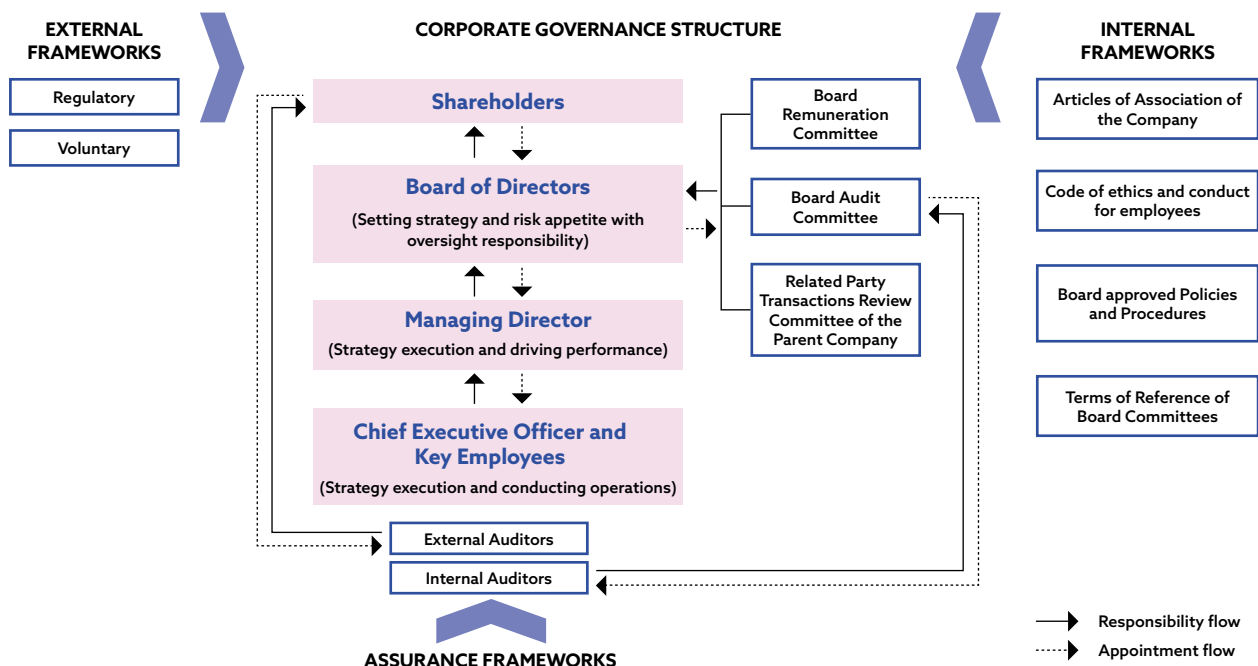 EXTERNAL
FRAMEWORKS
Regulatory
Voluntary
CORPORATE GOVERNANCE STRUCTURE
Shareholders
Board of Directors
(Setting strategy and risk appetite with
oversight responsibility)
Managing Director
(Strategy execution and driving performance)
Chief Executive Officer and
Key Employees
(Strategy execution and conducting operations)
External Auditors
Internal Auditors
ASSURANCE FRAMEWORKS
Board
Remuneration
Committee
Board Audit
Committee
Related Party
Transactions Review
Committee of the
Parent Company
INTERNAL
FRAMEWORKS
Articles of Association of
the Company
Code of ethics and conduct
for employees
Board approved Policies
and Procedures
Terms of Reference of
Board Committees
Responsibility flow
Appointment flow